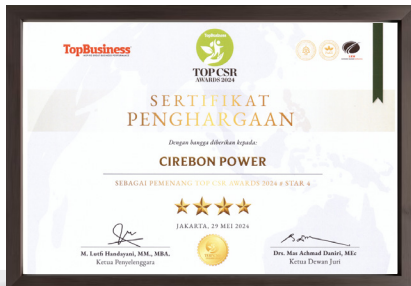 TopBusiness
TopBusiness
TOP CSR
AWARDS 2024
SERTIFIKAT
PENGHARGAAN
Dengan bangga diberikan kepada:
CIREBON POWER
SEBAGAI PEMENANG TOP CSR AWARDS 2024 # STAR 4
JAKARTA, 29 MEI 2024
M. Lutfi Handayani, MM., MBA.
Ketua Penyelenggara
Drs. Mas Achmad Daniri, MEc
Ketua Dewan Juri